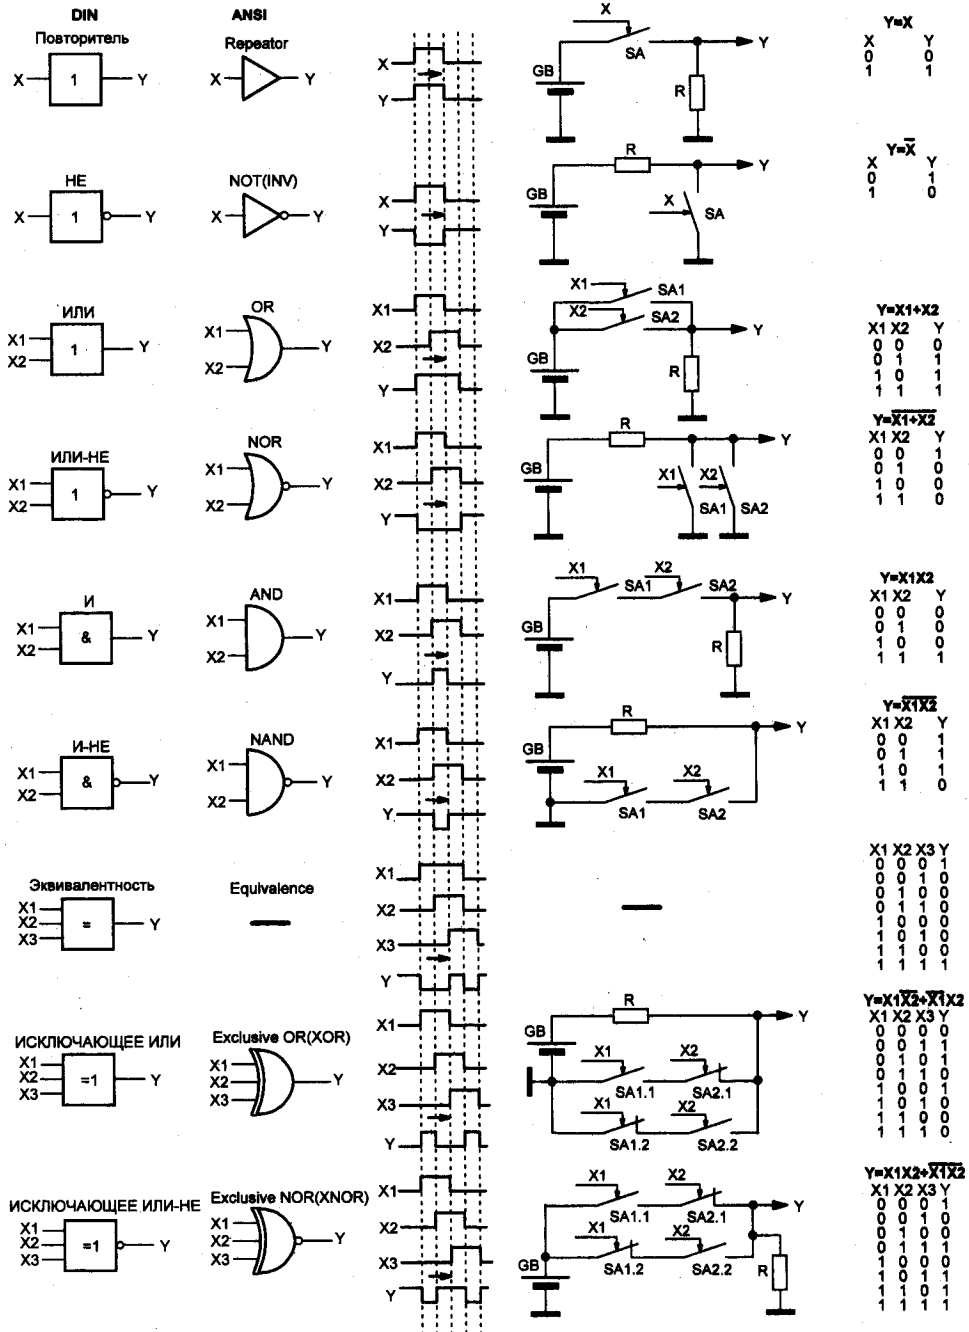 DIN
ANSI
Повторитель
X
1
Y
Repeator
X
Y
X
Y
X
SA
GB
R
Y
Y=X
X Y
0 0
1 1
НЕ
X
1
Y
NOT(INV)
X
Y
X
Y
R
GB
X
SA
Y
Y=X̅
X Y
0 1
1 0
ИЛИ
X1
X2
1
Y
OR
X1
X2
Y
X1
X2
Y
X1
SA1
X2
SA2
GB
R
Y
Y=X1+X2
X1 X2 Y
0 0 0
0 1 1
1 0 1
1 1 1
ИЛИ-НЕ
X1
X2
1
Y
NOR
X1
X2
Y
X1
X2
Y
R
GB
X1
X2
SA1
SA2
Y
Y=X̅1̅+̅X̅2̅
X1 X2 Y
0 0 1
0 1 0
1 0 0
1 1 0
И
X1
X2
&
Y
AND
X1
X2
Y
X1
X2
Y
X1
SA1
X2
SA2
GB
R
Y
Y=X1X2
X1 X2 Y
0 0 0
0 1 0
1 0 0
1 1 1
И-НЕ
X1
X2
&
Y
NAND
X1
X2
Y
X1
X2
Y
R
GB
X1
X2
SA1
SA2
Y
Y=X̅1̅X̅2̅
X1 X2 Y
0 0 1
0 1 1
1 0 1
1 1 0
Эквивалентность
X1
X2
X3
=
Y
Equivalence
X1
X2
X3
Y
X1 X2 X3 Y
0 0 0 1
0 0 1 0
0 1 0 0
0 1 1 0
1 0 0 0
1 0 1 0
1 1 0 0
1 1 1 1
ИСКЛЮЧАЮЩЕЕ ИЛИ
X1
X2
X3
=1
Y
Exclusive OR(XOR)
X1
X2
X3
Y
X1
X2
X3
Y
R
GB
X1
X2
SA1.1
SA2.1
X1
X2
SA1.2
SA2.2
Y
Y=X1X̅2̅+X̅1̅X2
X1 X2 X3 Y
0 0 0 0
0 0 1 1
0 1 0 1
0 1 1 0
1 0 0 1
1 0 1 0
1 1 0 0
1 1 1 0
ИСКЛЮЧАЮЩЕЕ ИЛИ-НЕ
X1
X2
X3
=1
Y
Exclusive NOR(XNOR)
X1
X2
X3
Y
X1
X2
X3
Y
X1
X2
SA1.1
SA2.1
X1
X2
SA1.2
SA2.2
GB
R
Y
Y=X1X2+X̅1̅X̅2̅
X1 X2 X3 Y
0 0 0 1
0 0 1 0
0 1 0 0
0 1 1 1
1 0 0 0
1 0 1 1
1 1 0 1
1 1 1 1